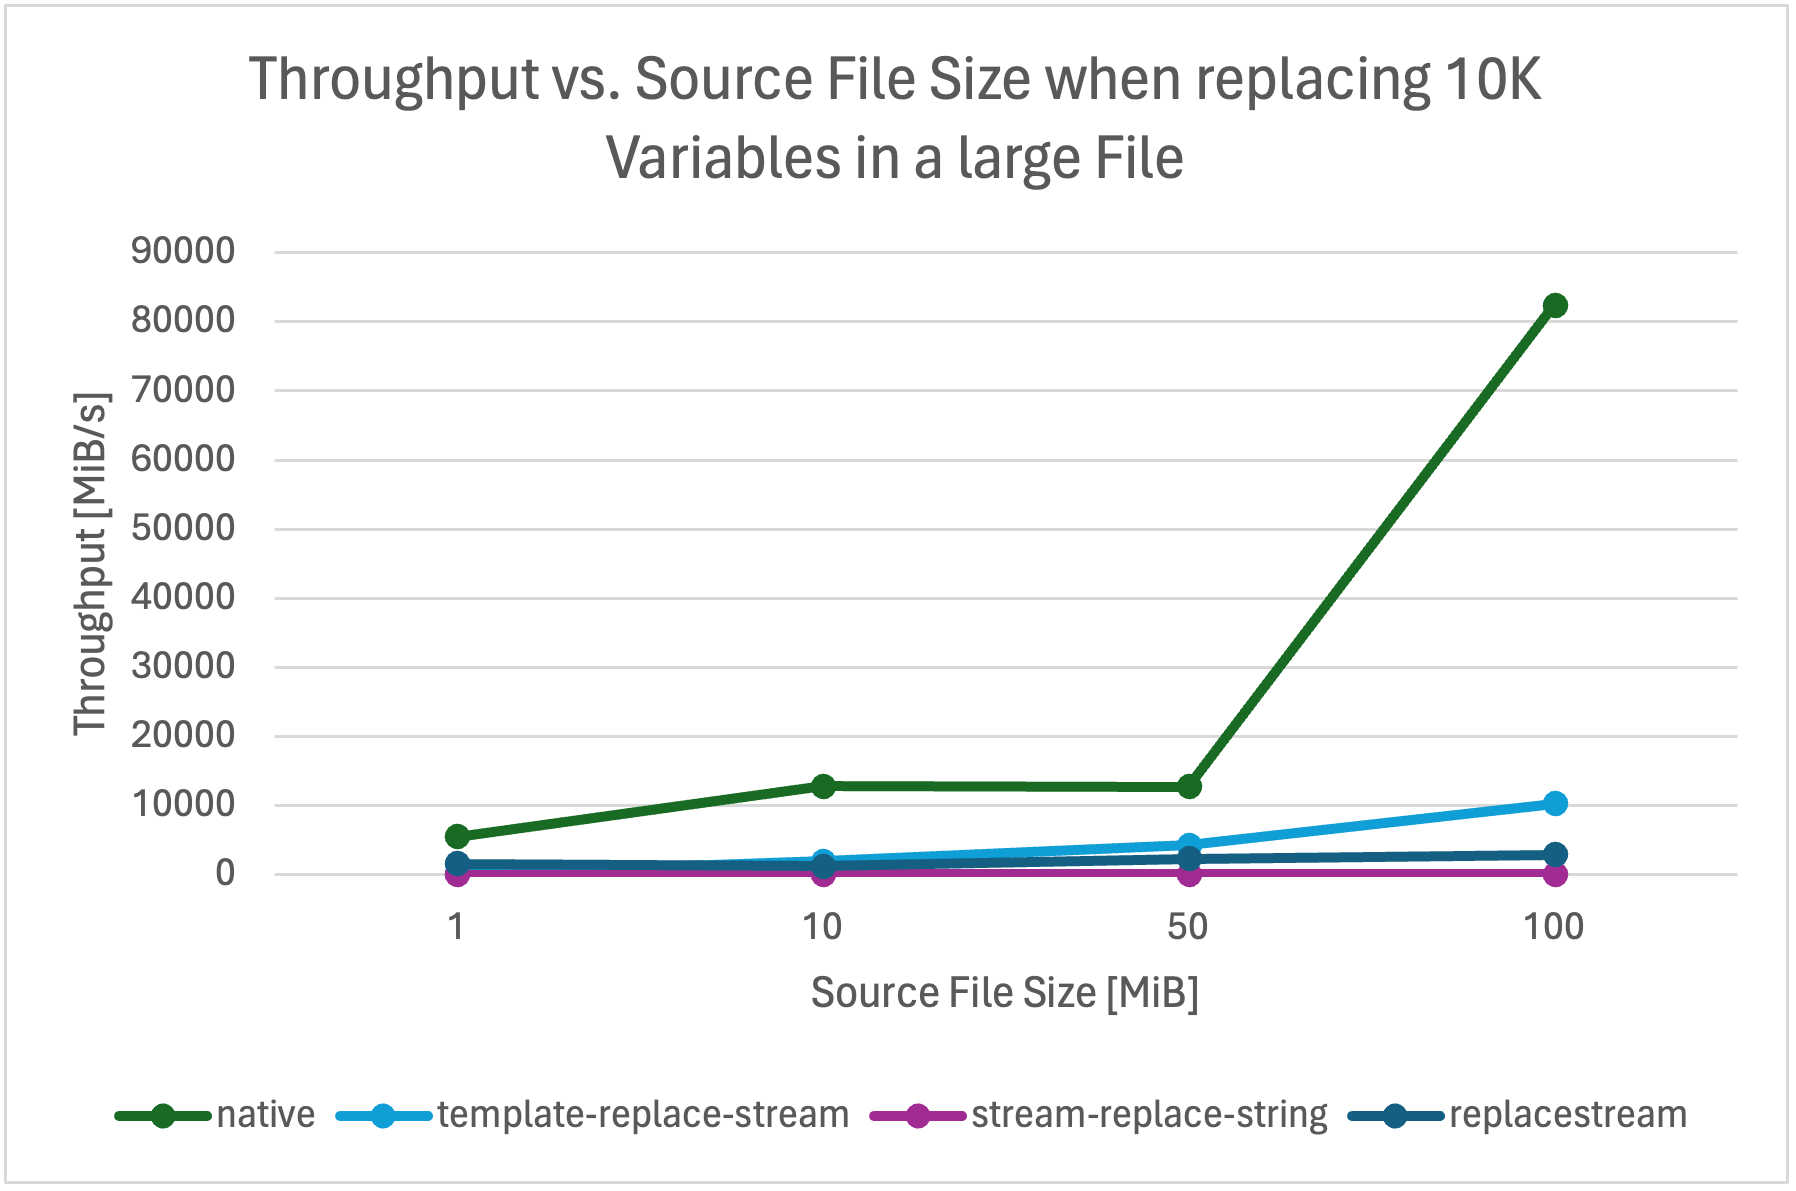 Throughput vs. Source File Size when replacing 10K
Variables in a large File
Throughput [MiB/s]
90000
80000
70000
60000
50000
40000
30000
20000
10000
0
1 10 50 100
Source File Size [MiB]
native template-replace-stream stream-replace-string replacestream